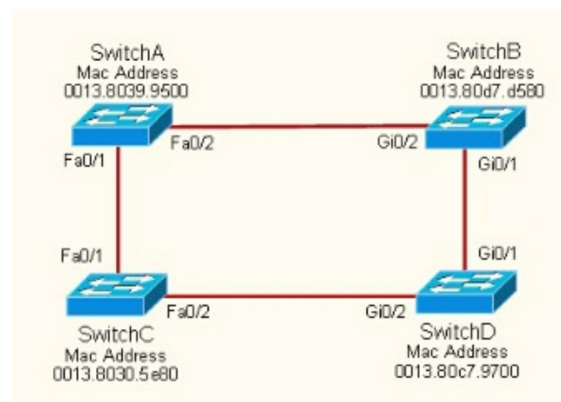 SwitchA
Mac Address
0013.8039.9500
SwitchB
Mac Address
0013.80d7.d580
Fa0/1
Fa0/2
Gi0/2
Gi0/1
Fa0/1
Fa0/2
Gi0/2
Gi0/1
SwitchC
Mac Address
0013.8030.5e80
SwitchD
Mac Address
0013.80c7.9700